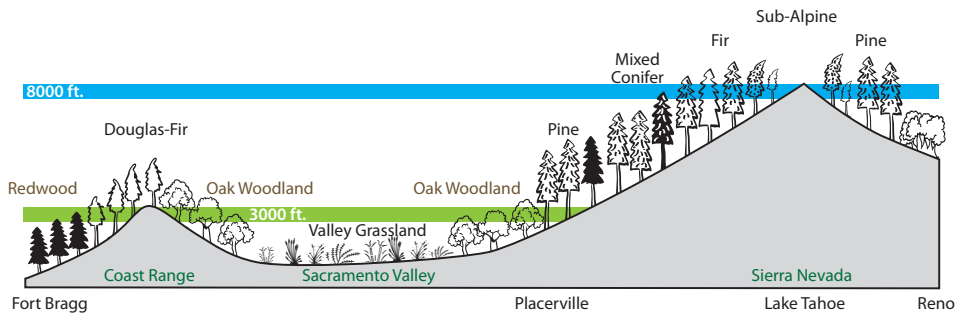 Sub-Alpine
Fir
Pine
Mixed
Conifer
8000 ft.
Douglas-Fir
Pine
Redwood
Oak Woodland
Oak Woodland
3000 ft.
Valley Grassland
Coast Range
Sacramento Valley
Sierra Nevada
Fort Bragg
Placerville
Lake Tahoe
Reno